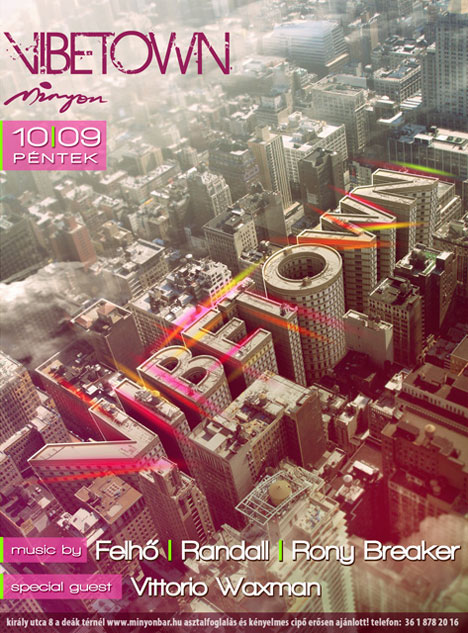 VIBETOWN
Minyon
10|09
PÉNTEK
VIBETOWN
music by Felhő | Randall | Rony Breaker
special guest Vittorio Waxman
király utca 8 a deák térnél www.minyonbar.hu asztalfoglalás és kényelmes cipő erősen ajánlott! telefon: 36 1 878 20 16